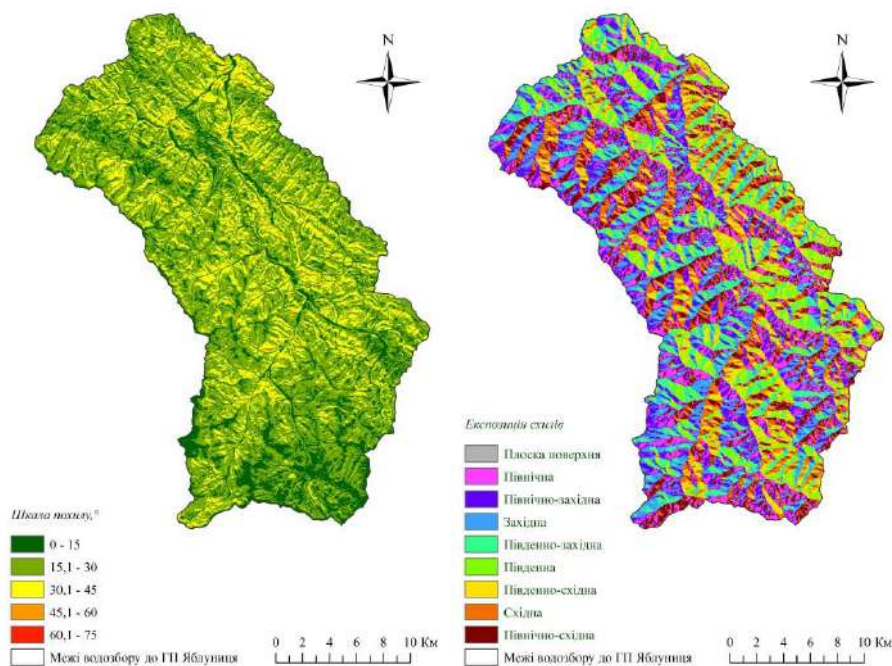 N
Шкала похилу,°
0 - 15
15,1 - 30
30,1 - 45
45,1 - 60
60,1 - 75
Межі водозбору до ГП Яблуниця
0 2 4 6 8 10 Км
N
Експозиція схилів
Плоска поверхня
Північна
Північно-західна
Західна
Південно-західна
Південна
Південно-східна
Східна
Північно-східна
Межі водозбору до ГП Яблуниця
0 2 4 6 8 10 Км